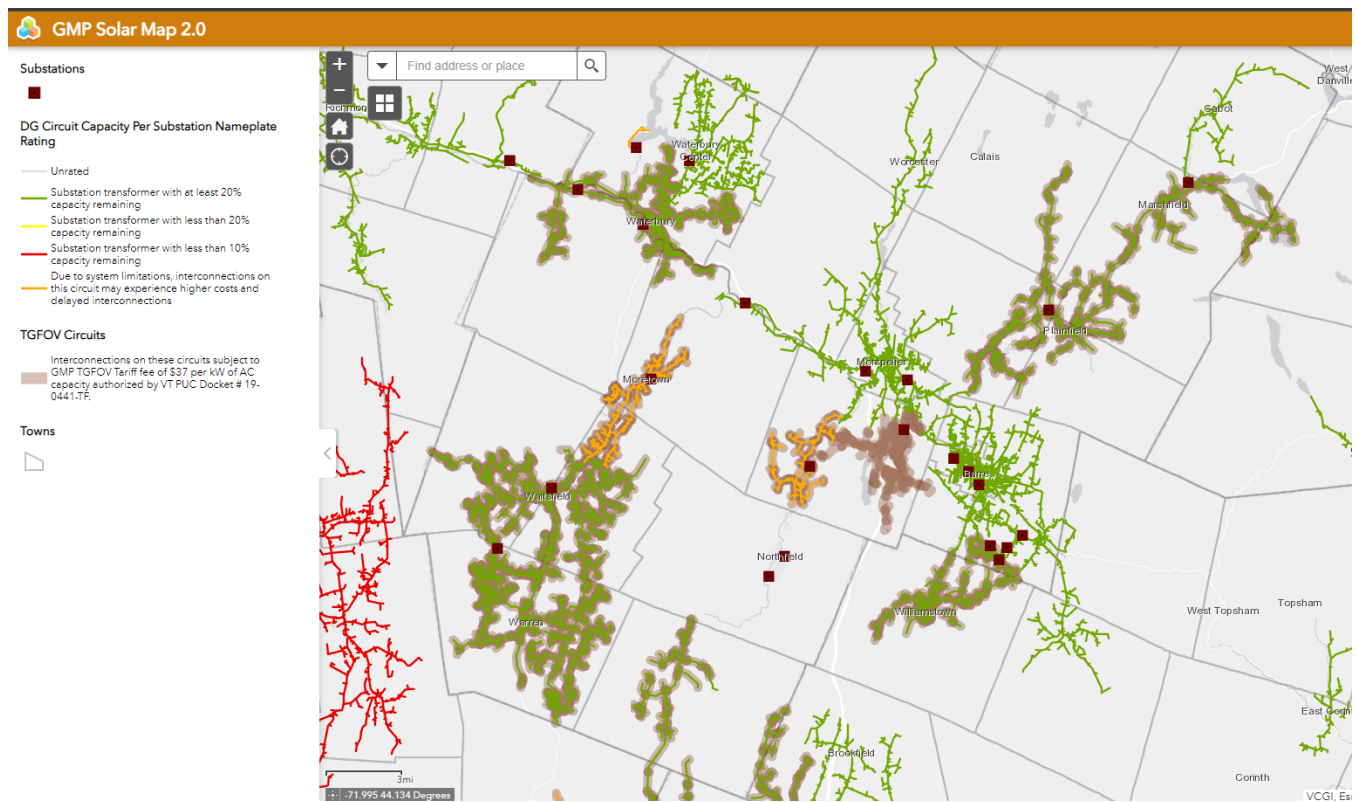 GMP Solar Map 2.0
Substations
DG Circuit Capacity Per Substation Nameplate
Rating
Unrated
Substation transformer with at least 20%
capacity remaining
Substation transformer with less than 20%
capacity remaining
Substation transformer with less than 10%
capacity remaining
Due to system limitations, interconnections on
this circuit may experience higher costs and
delayed interconnections
TGFOV Circuits
Interconnections on these circuits subject to
GMP TGFOV Tariff fee of $37 per kW of AC
capacity authorized by VT PUC Docket # 19-
0441-TF.
Towns
+
Find address or place
−
Richmon
West
Danville
Cabot
Waterbury
Center
Worcester
Calais
Marshfield
Waterbury
Plainfield
Montpelier
Moretown
Barre
Waitsfield
Northfield
Williamstown
West Topsham
Topsham
Warren
East Corint
Brookfield
Corinth
3mi
-71.995 44.134 Degrees
VCGI, Esr